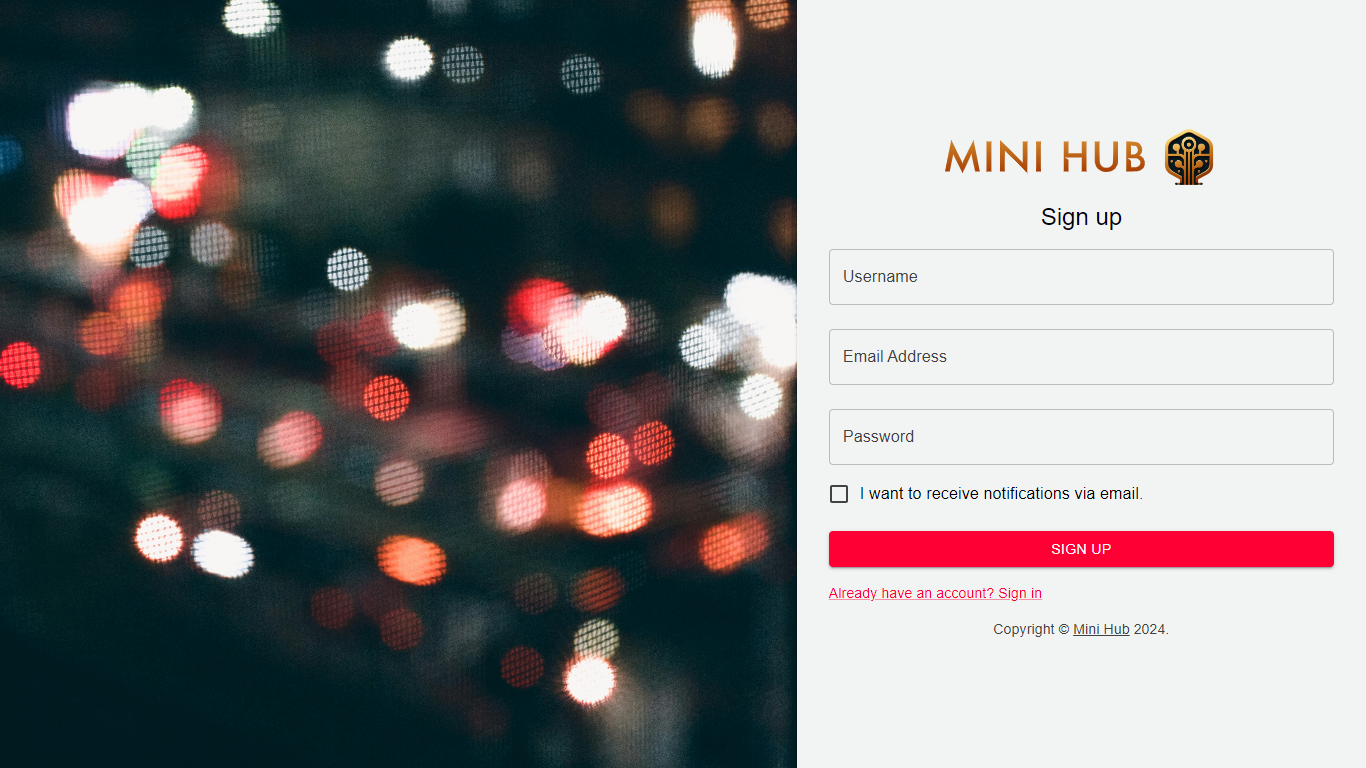 MINI HUB
Sign up
Username
Email Address
Password
I want to receive notifications via email.
SIGN UP
Already have an account? Sign in
Copyright © Mini Hub 2024.